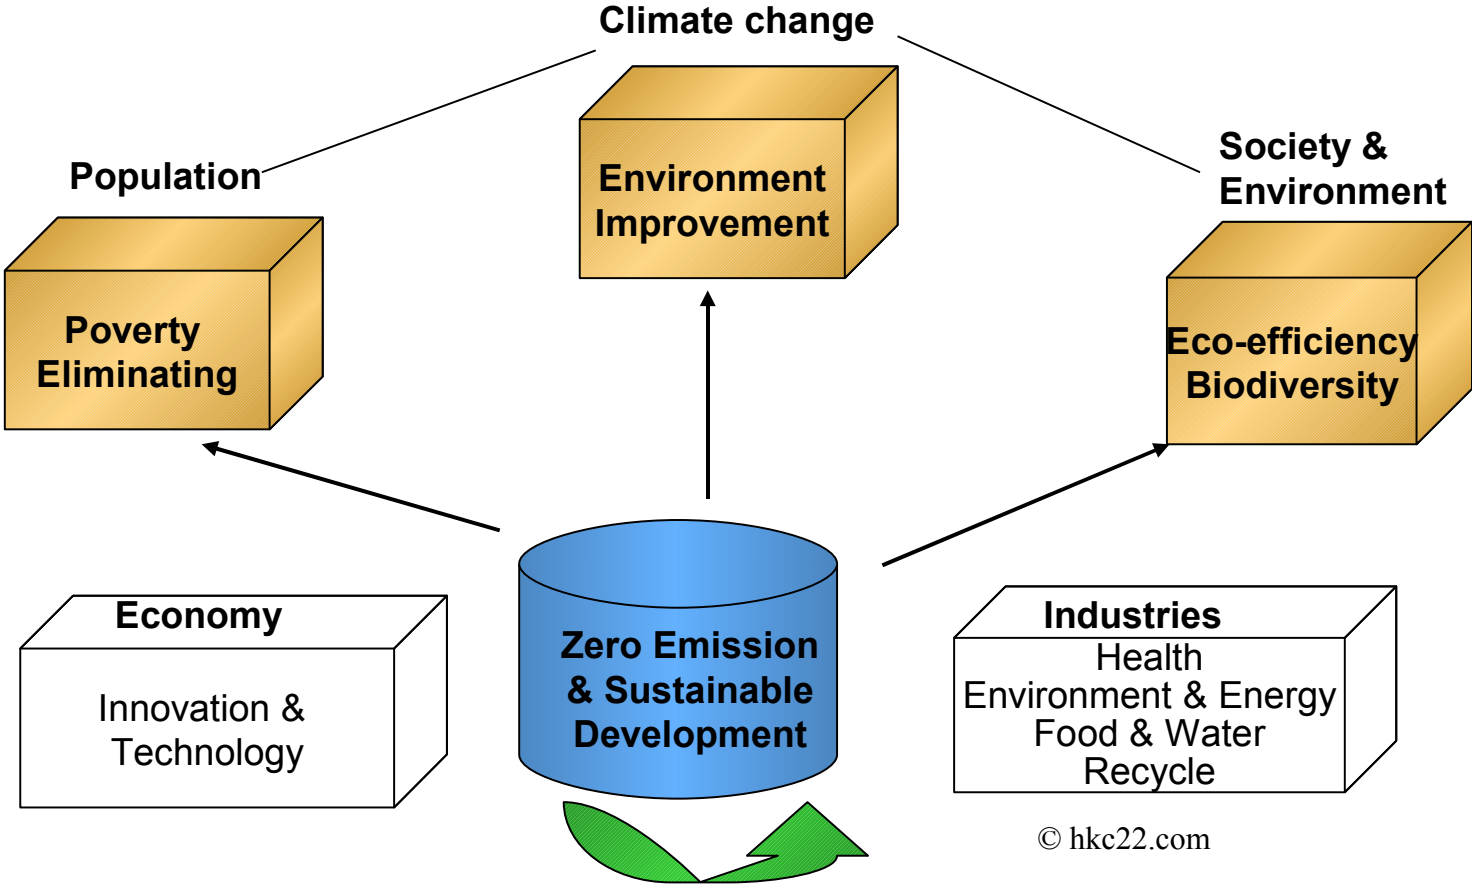 Climate change
Population
Society &
Environment
Environment
Improvement
Poverty
Eliminating
Eco-efficiency
Biodiversity
Economy
Innovation &
Technology
Zero Emission
& Sustainable
Development
Industries
Health
Environment & Energy
Food & Water
Recycle
© hkc22.com